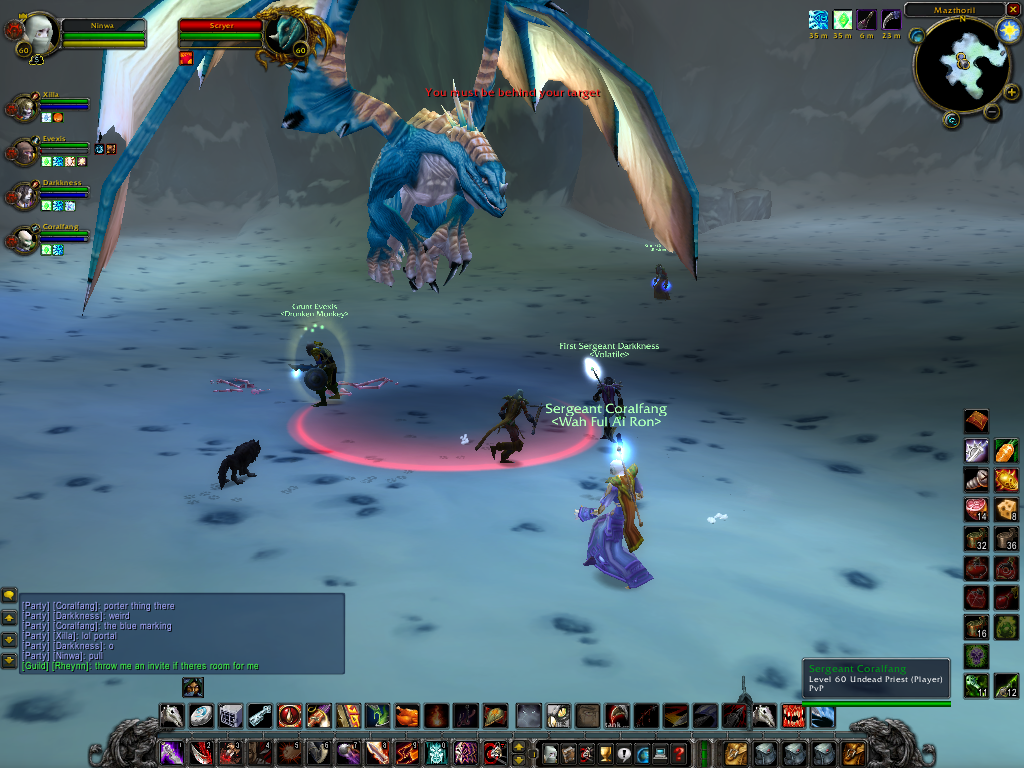 Ninwa
60
Scryer
60
35 m 35 m 6 m 23 m
Mazthoril
N
You must be behind your target
Xilla
Evexis
Darkkness
Coralfang
Grunt Evexis
<Drunken Monkey>
First Sergeant Darkkness
<Volatile>
Sergeant Coralfang
<Wah Ful Ai Ron>
14 8
32 36
16
11 12
[Party] [Coralfang]: porter thing there
[Party] [Darkkness]: weird
[Party] [Coralfang]: the blue marking
[Party] [Xilla]: lol portal
[Party] [Darkkness]: o
[Party] [Ninwa]: pull
[Guild] [Rheynn]: throw me an invite if theres room for me
Sergeant Coralfang
Level 60 Undead Priest (Player)
PvP
tank